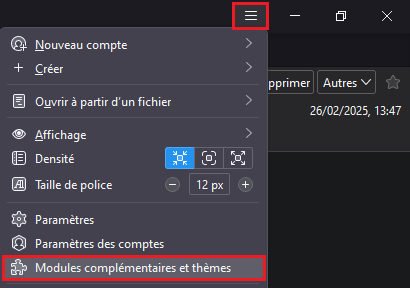 Nouveau compte
Créer
pprimer
Autres
Ouvrir à partir d'un fichier
26/02/2025, 13:47
Affichage
Densité
Taille de police
12 px
Paramètres
Paramètres des comptes
Modules complémentaires et thèmes